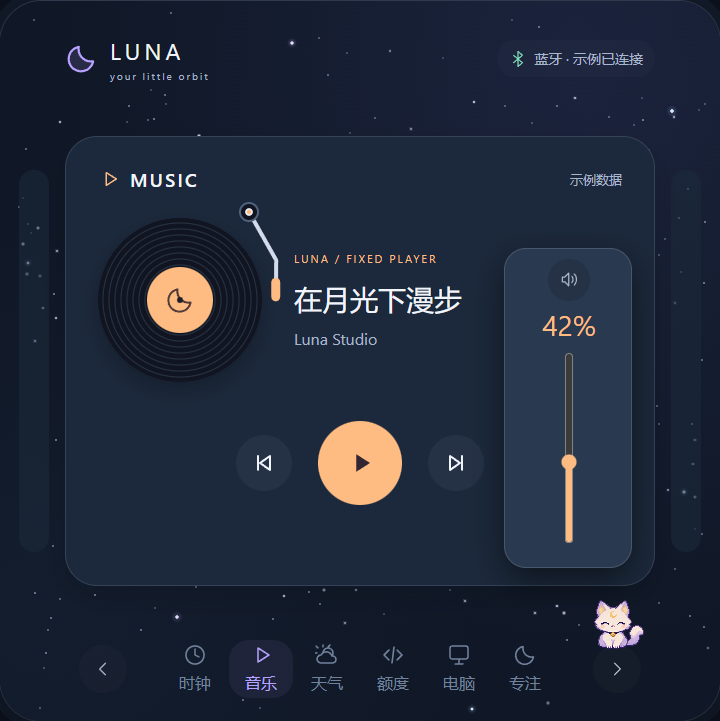 LUNA
your little orbit
蓝牙 · 示例已连接
MUSIC
示例数据
LUNA / FIXED PLAYER
在月光下漫步
Luna Studio
42%
时钟
音乐
天气
额度
电脑
专注